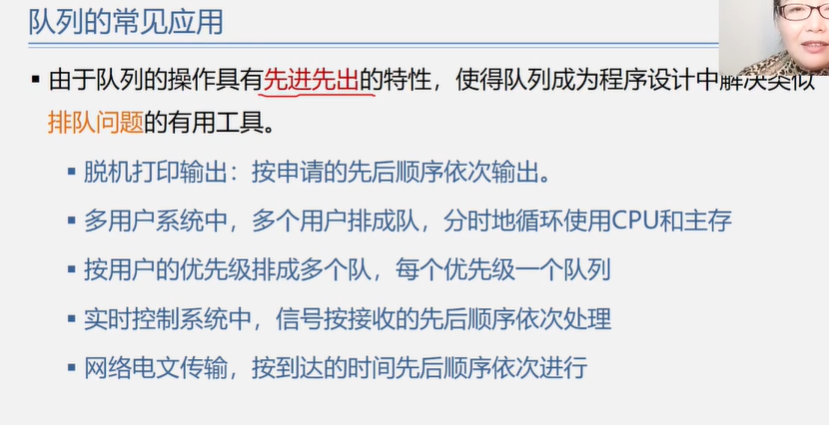 队列的常见应用
▪ 由于队列的操作具有先进先出的特性，使得队列成为程序设计中解决类似
排队问题的有用工具。
▪ 脱机打印输出：按申请的先后顺序依次输出。
▪ 多用户系统中，多个用户排成队，分时地循环使用CPU和主存
▪ 按用户的优先级排成多个队，每个优先级一个队列
▪ 实时控制系统中，信号按接收的先后顺序依次处理
▪ 网络电文传输，按到达的时间先后顺序依次进行